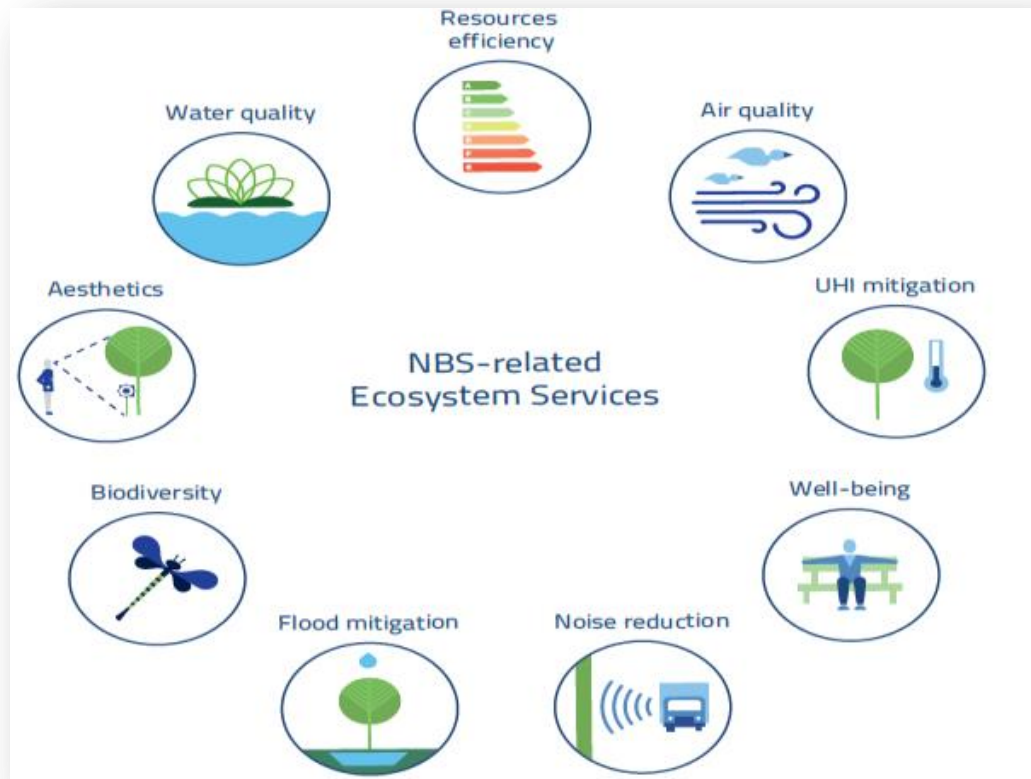 Resources
efficiency
Water quality
Air quality
Aesthetics
UHI mitigation
NBS-related
Ecosystem Services
Biodiversity
Well-being
Flood mitigation
Noise reduction